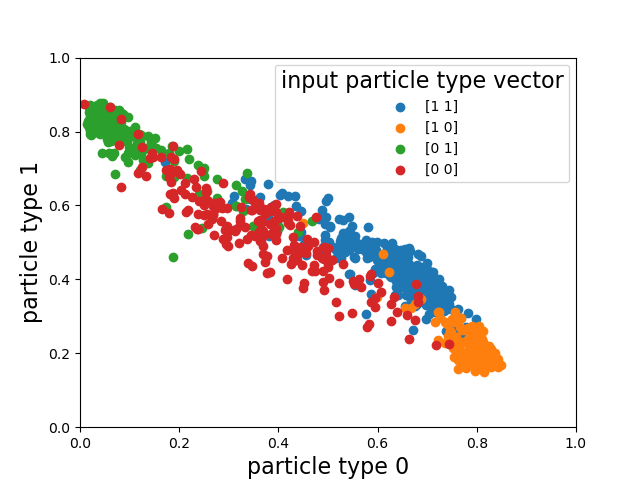 input particle type vector
[1 1]
[1 0]
[0 1]
[0 0]
particle type 1
1.0
0.8
0.6
0.4
0.2
0.0
0.0 0.2 0.4 0.6 0.8 1.0
particle type 0